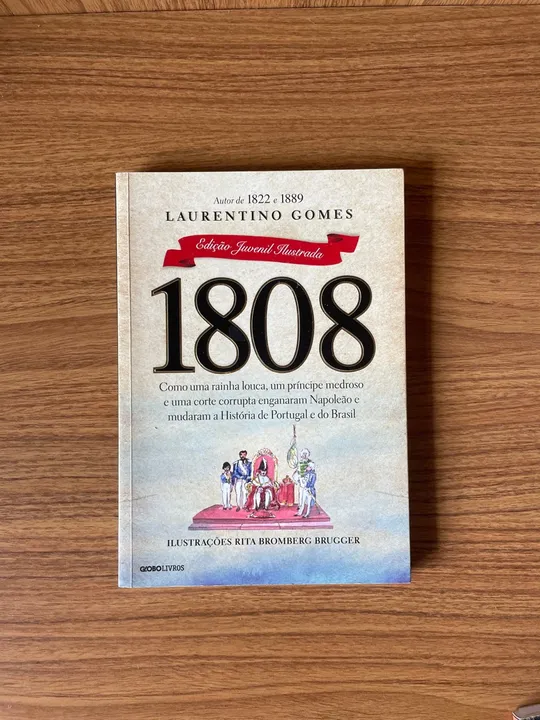 Autor de 1822 e 1889
LAURENTINO GOMES
Edição Juvenil Ilustrada
1808
Como uma rainha louca, um príncipe medroso
e uma corte corrupta enganaram Napoleão e
mudaram a História de Portugal e do Brasil
ILUSTRAÇÕES RITA BROMBERG BRUGGER
GLOBOLIVROS